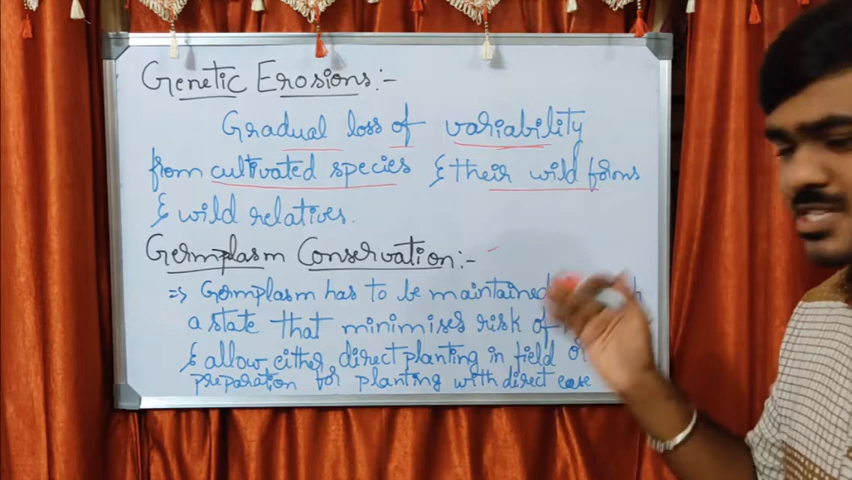 Genetic Erosions:-
Gradual loss of variability
from cultivated species & their wild forms
& wild relatives.
Germplasm Conservation:-
=> Germplasm has to be maintained
a state that minimises risk of
& allow either direct planting in field or
preparation for planting with direct ease